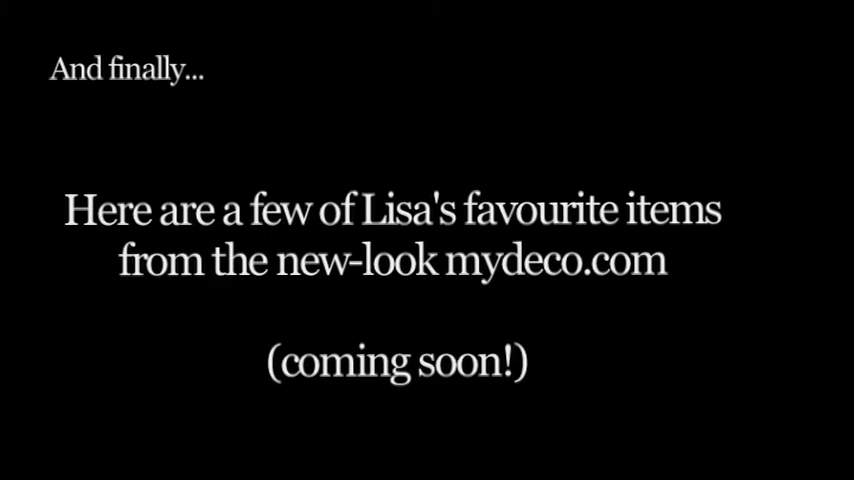 And finally...
Here are a few of Lisa's favourite items
from the new-look mydeco.com
(coming soon!)